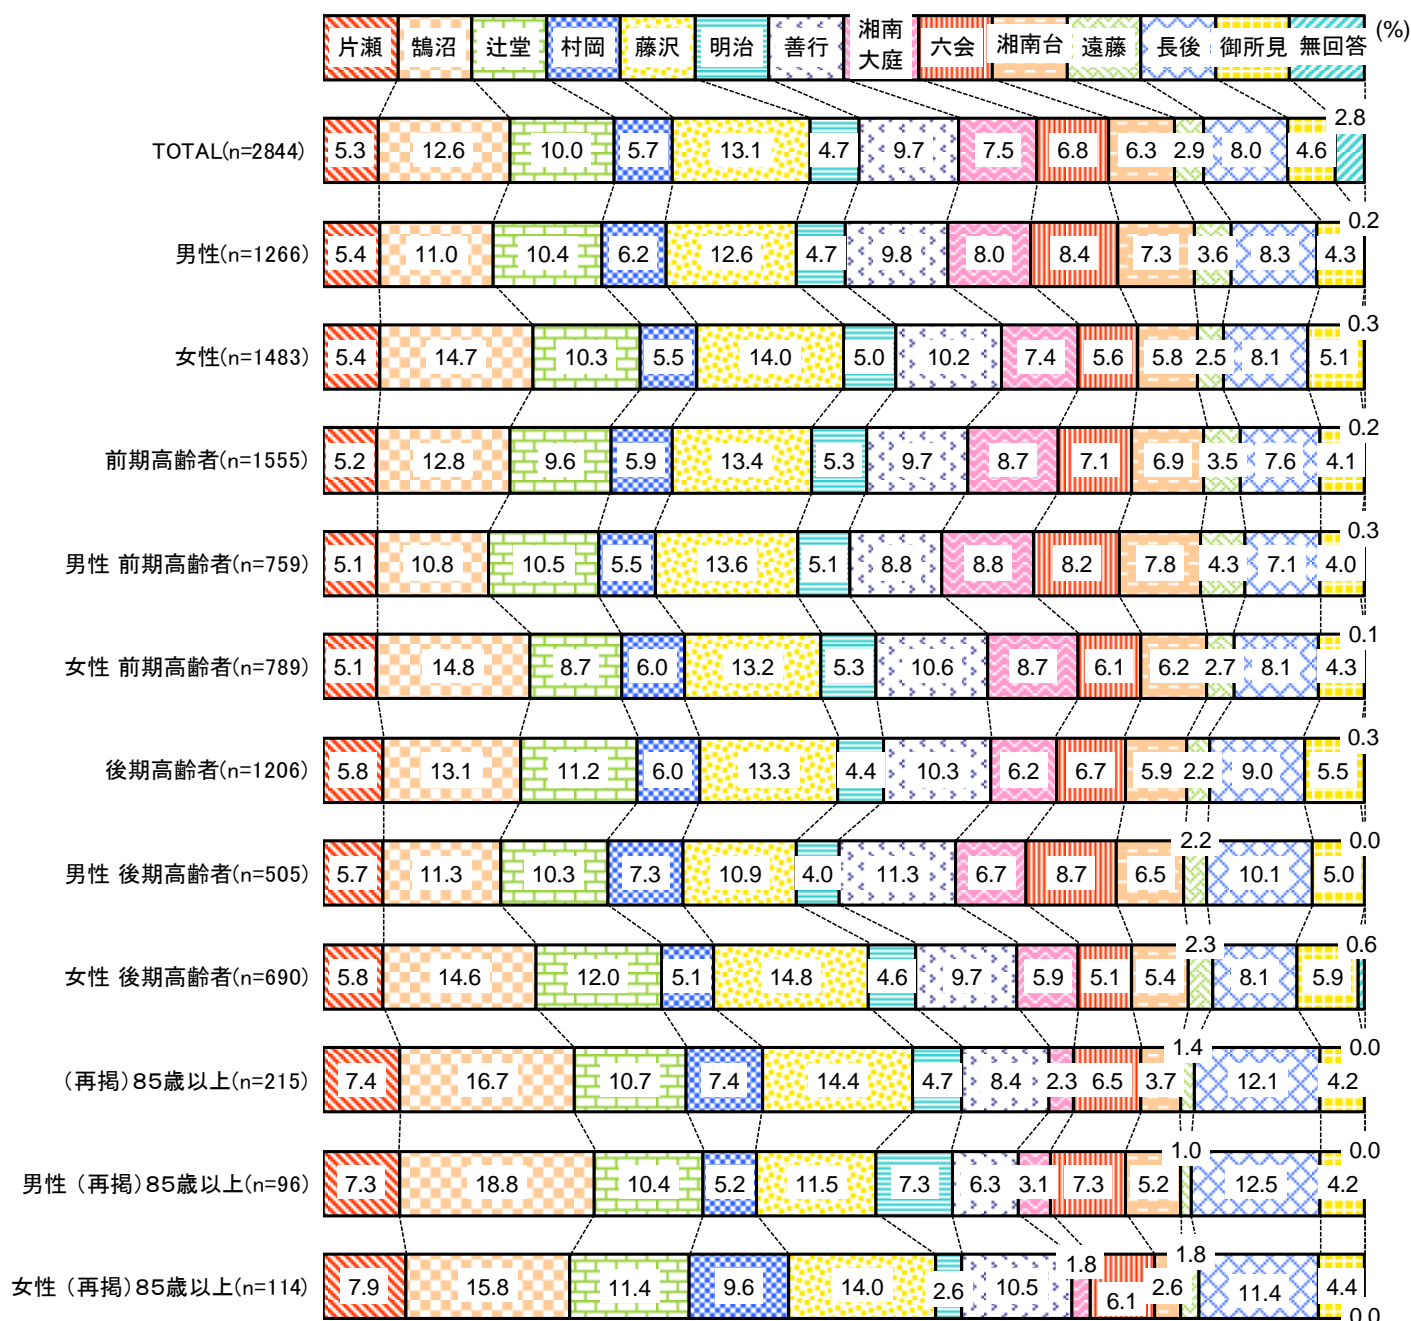 片瀬 鵠沼 辻堂 村岡 藤沢 明治 善行 湘南大庭 六会 湘南台 遠藤 長後 御所見 無回答 (%)
TOTAL(n=2844) 5.3 12.6 10.0 5.7 13.1 4.7 9.7 7.5 6.8 6.3 2.9 8.0 4.6 2.8
男性(n=1266) 5.4 11.0 10.4 6.2 12.6 4.7 9.8 8.0 8.4 7.3 3.6 8.3 4.3 0.2
女性(n=1483) 5.4 14.7 10.3 5.5 14.0 5.0 10.2 7.4 5.6 5.8 2.5 8.1 5.1 0.3
前期高齢者(n=1555) 5.2 12.8 9.6 5.9 13.4 5.3 9.7 8.7 7.1 6.9 3.5 7.6 4.1 0.2
男性 前期高齢者(n=759) 5.1 10.8 10.5 5.5 13.6 5.1 8.8 8.8 8.2 7.8 4.3 7.1 4.0 0.3
女性 前期高齢者(n=789) 5.1 14.8 8.7 6.0 13.2 5.3 10.6 8.7 6.1 6.2 2.7 8.1 4.3 0.1
後期高齢者(n=1206) 5.8 13.1 11.2 6.0 13.3 4.4 10.3 6.2 6.7 5.9 2.2 9.0 5.5 0.3
男性 後期高齢者(n=505) 5.7 11.3 10.3 7.3 10.9 4.0 11.3 6.7 8.7 6.5 2.2 10.1 5.0 0.0
女性 後期高齢者(n=690) 5.8 14.6 12.0 5.1 14.8 4.6 9.7 5.9 5.1 5.4 2.3 8.1 5.9 0.6
(再掲)85歳以上(n=215) 7.4 16.7 10.7 7.4 14.4 4.7 8.4 2.3 6.5 3.7 1.4 12.1 4.2 0.0
男性 (再掲)85歳以上(n=96) 7.3 18.8 10.4 5.2 11.5 7.3 6.3 3.1 7.3 5.2 1.0 12.5 4.2 0.0
女性 (再掲)85歳以上(n=114) 7.9 15.8 11.4 9.6 14.0 2.6 10.5 1.8 6.1 2.6 1.8 11.4 4.4 0.0